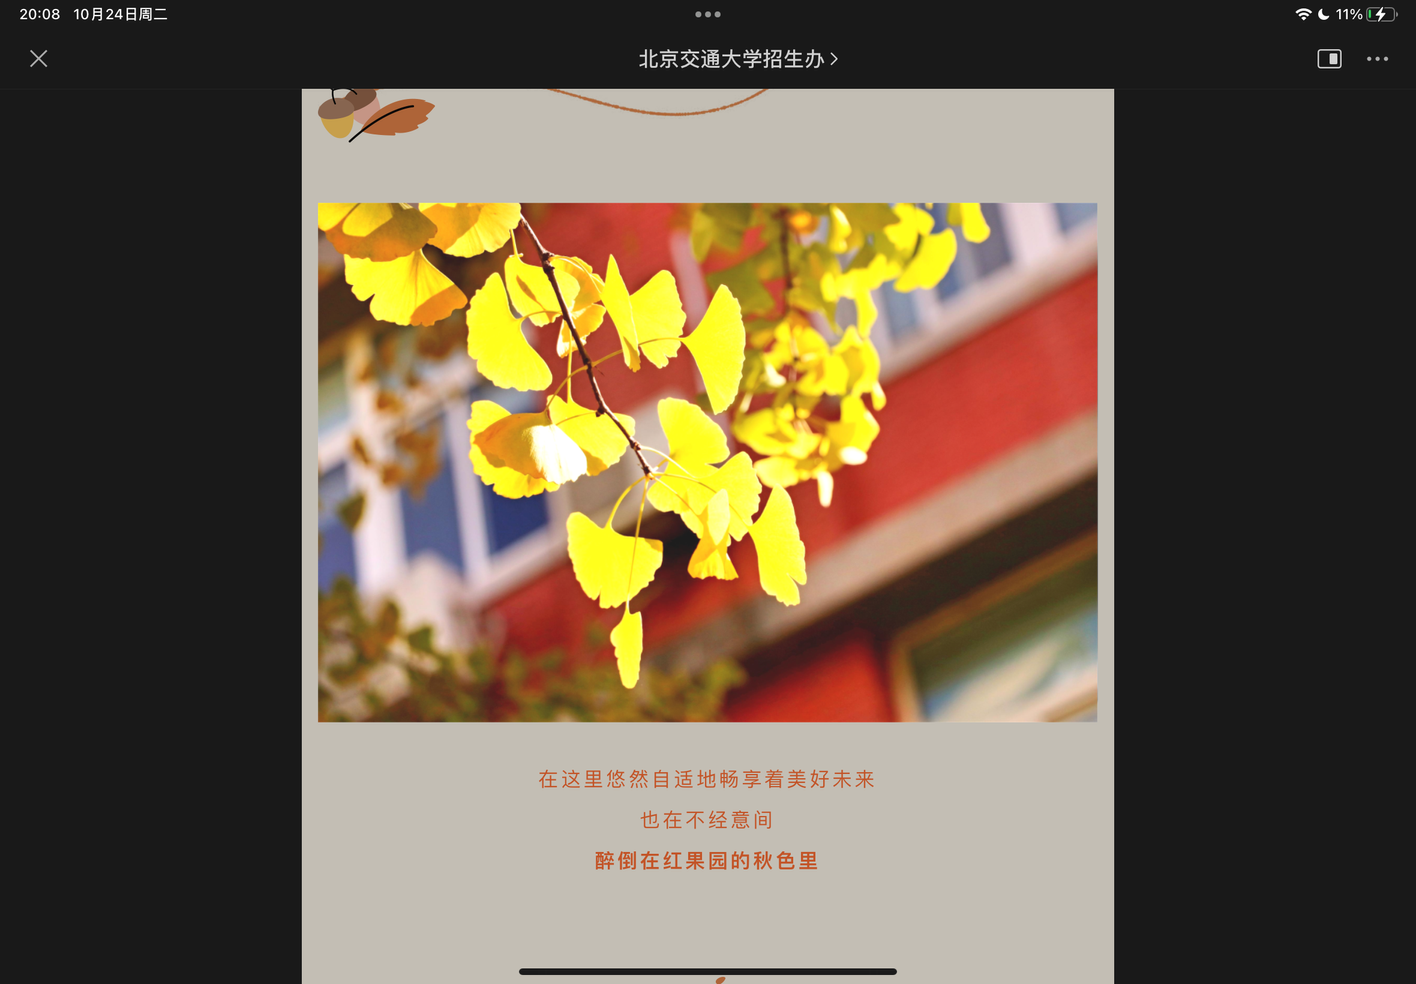 20:08 10月24日周二
11%
北京交通大学招生办
在这里悠然自适地畅享着美好未来
也在不经意间
醉倒在红果园的秋色里